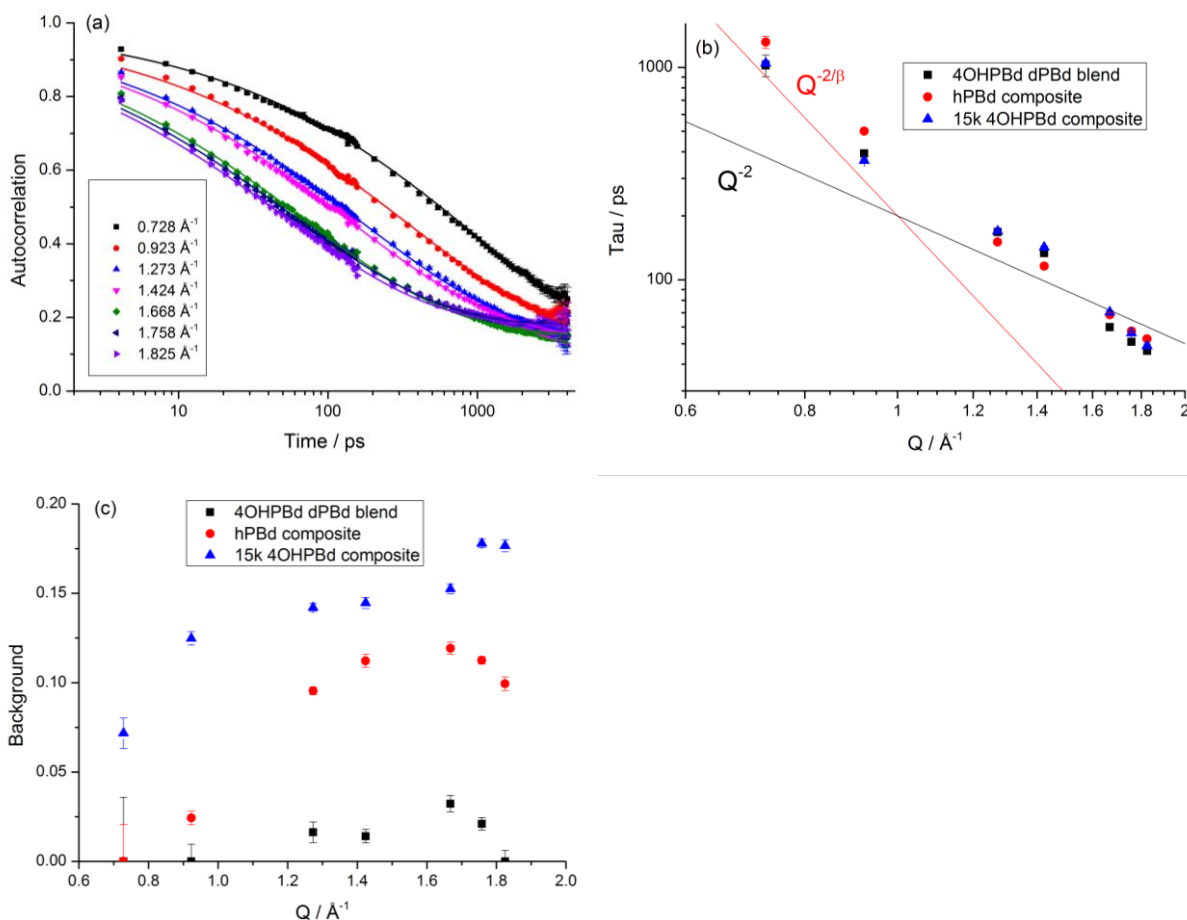 (a)
Autocorrelation
1.0
0.8
0.6
0.4
0.2
0.0
0.728 Å⁻¹
0.923 Å⁻¹
1.273 Å⁻¹
1.424 Å⁻¹
1.668 Å⁻¹
1.758 Å⁻¹
1.825 Å⁻¹
10 100 1000
Time / ps
(b)
Tau / ps
1000
100
Q⁻²/β
Q⁻²
4OHPBd dPBd blend
hPBd composite
15k 4OHPBd composite
0.6 0.8 1 1.2 1.4 1.6 1.8 2
Q / Å⁻¹
(c)
Background
0.20
0.15
0.10
0.05
0.00
4OHPBd dPBd blend
hPBd composite
15k 4OHPBd composite
0.6 0.8 1.0 1.2 1.4 1.6 1.8 2.0
Q / Å⁻¹